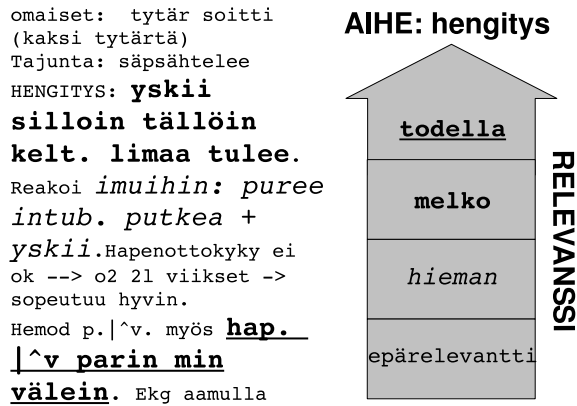 omaiset: tytär soitti
(kaksi tytärtä)
Tajunta: säpsähtelee
HENGITYS: yskii
silloin tällöin
kelt. limaa tulee.
Reakoi imuihin: puree
intub. putkea +
yskii.Hapenottokyky ei
ok --> o2 2l viikset ->
sopeutuu hyvin.
Hemod p.|^v. myös hap.
|^v parin min
välein. Ekg aamulla
AIHE: hengitys
todella
melko
hieman
epärelevantti
RELEVANSSI